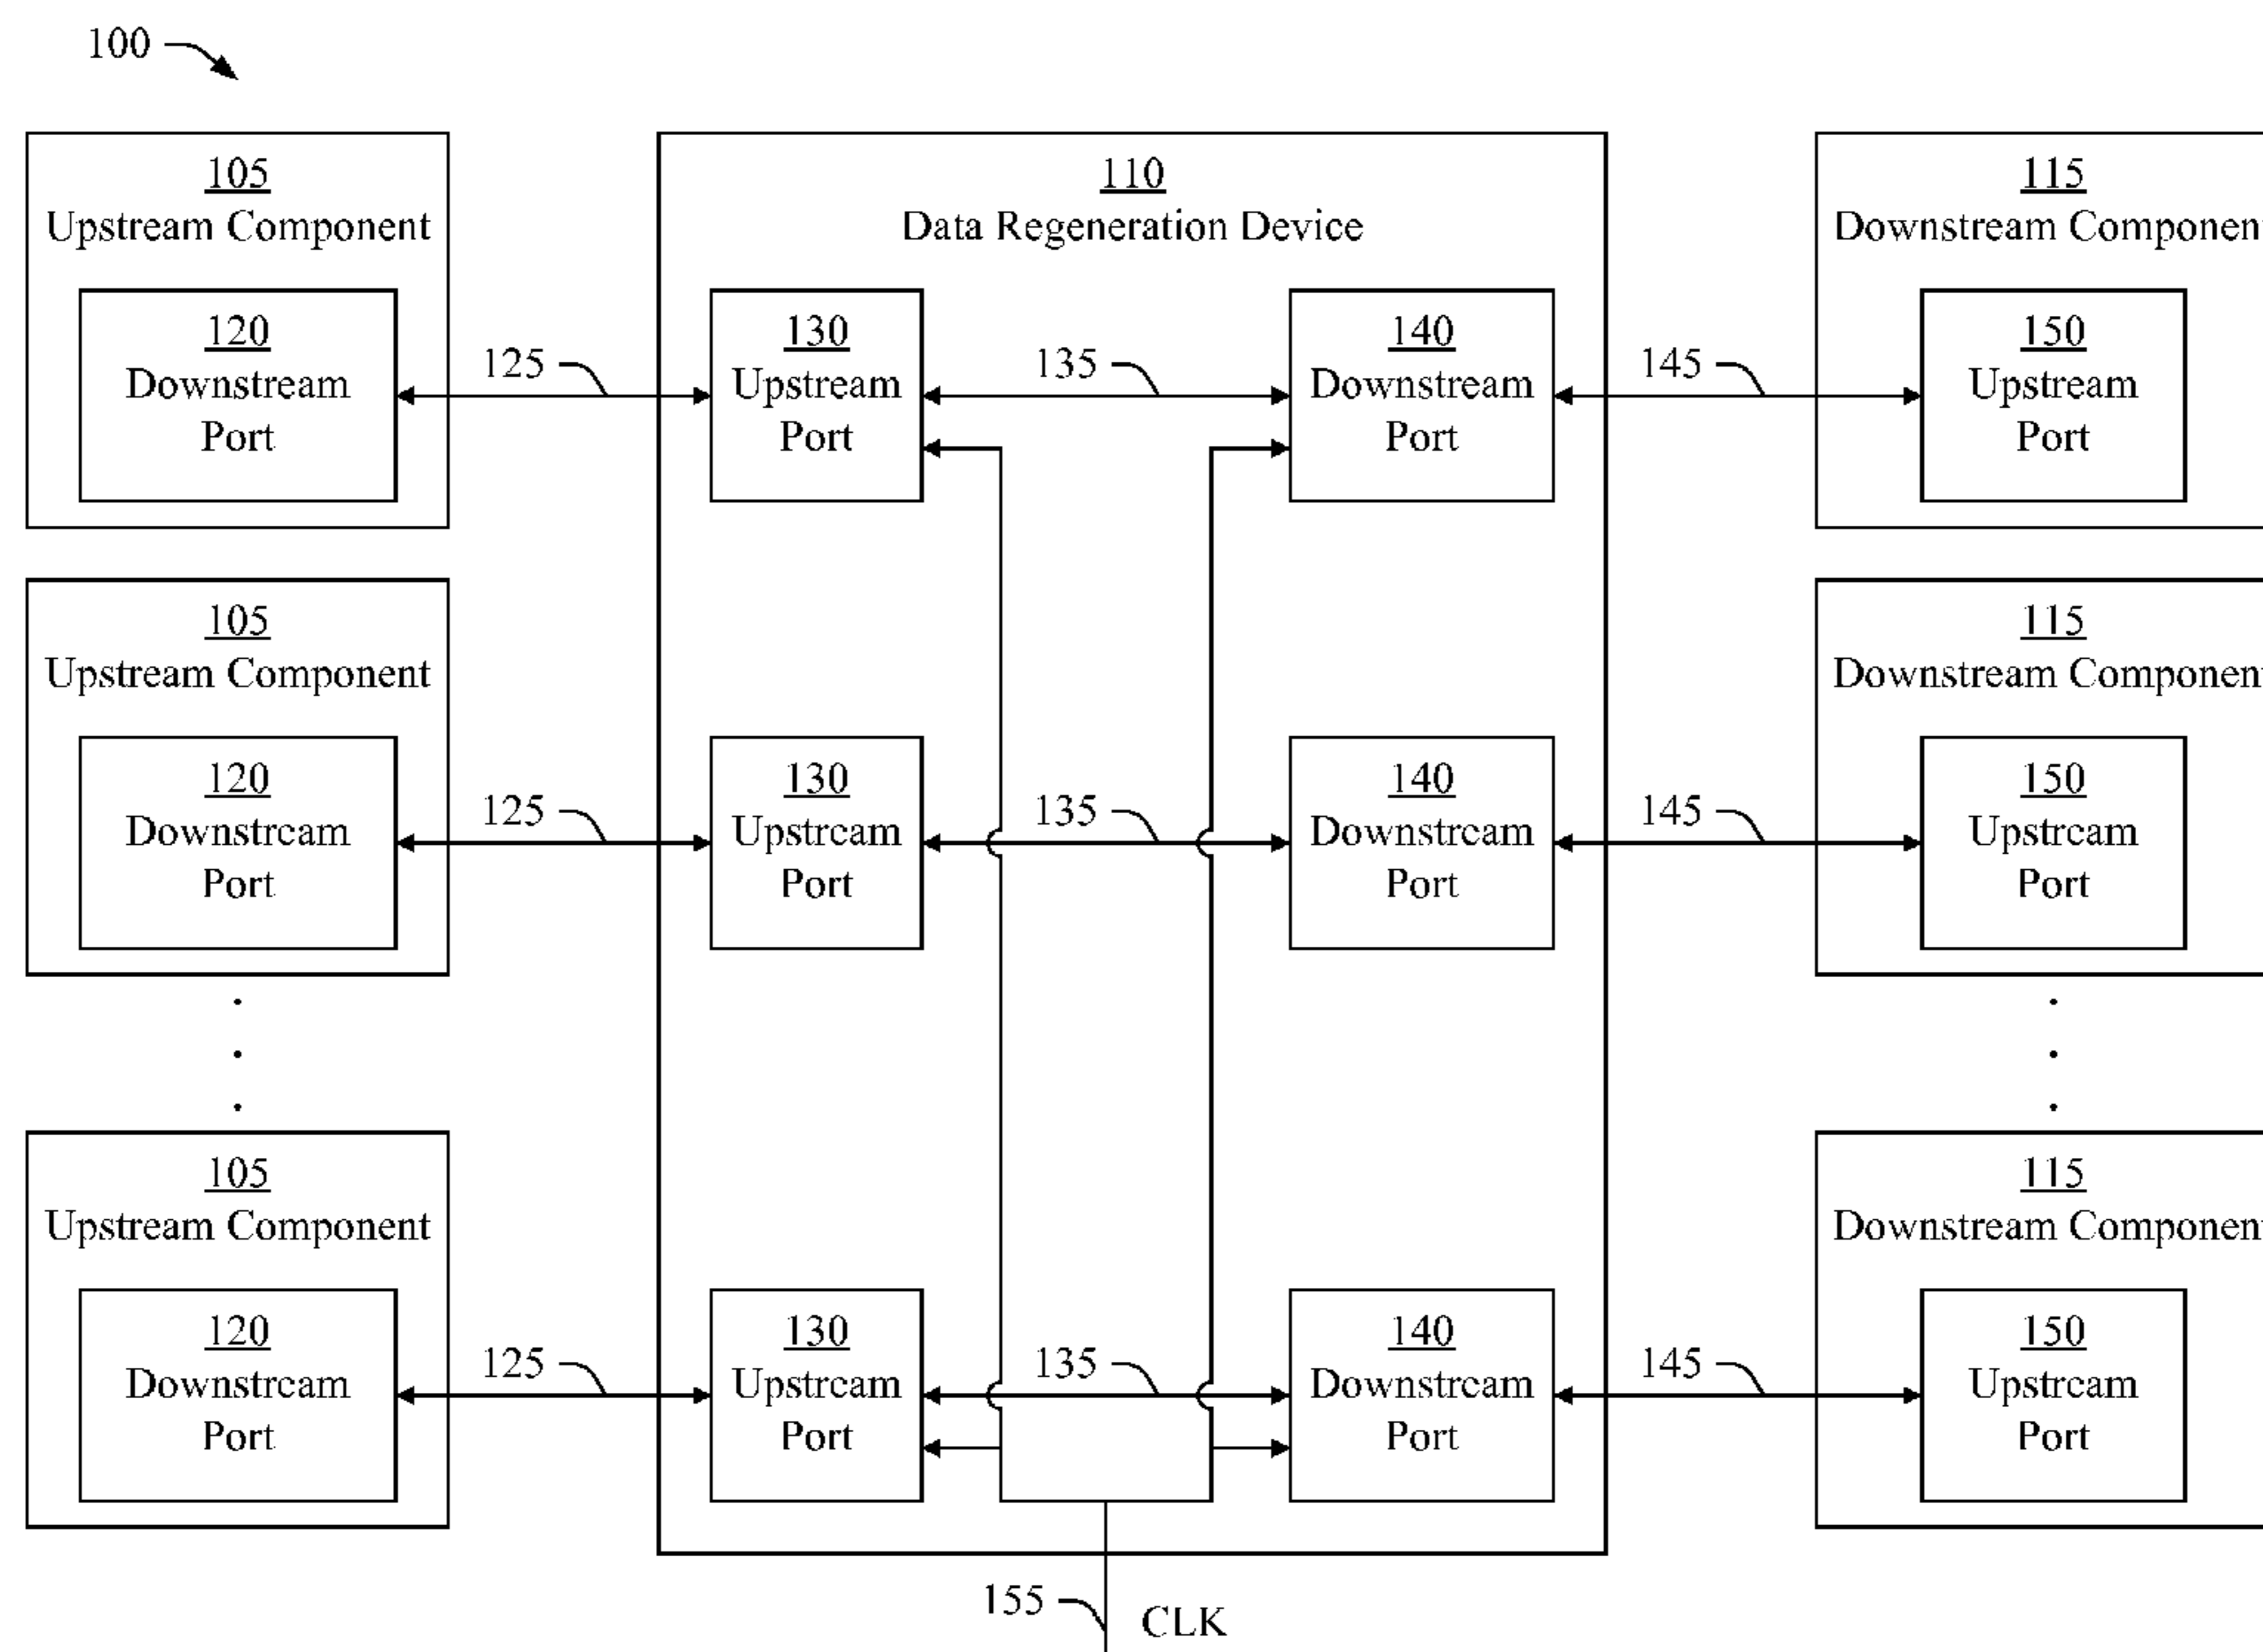 100
105 110 115
Upstream Component Data Regeneration Device Downstream Component
120 130 140 150
125 135 145
Downstream Upstream Downstream Upstream
Port Port Port Port
105 115
Upstream Component Downstream Component
120 130 140 150
125 135 145
Downstream Upstream Downstream Upstream
Port Port Port Port
105 115
Upstream Component Downstream Component
120 130 140 150
125 135 145
Downstream Upstream Downstream Upstream
Port Port Port Port
155 CLK